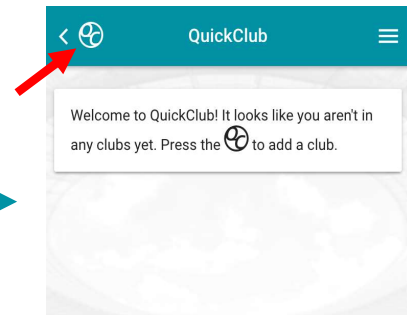 QuickClub
Welcome to QuickClub! It looks like you aren't in
any clubs yet. Press the to add a club.